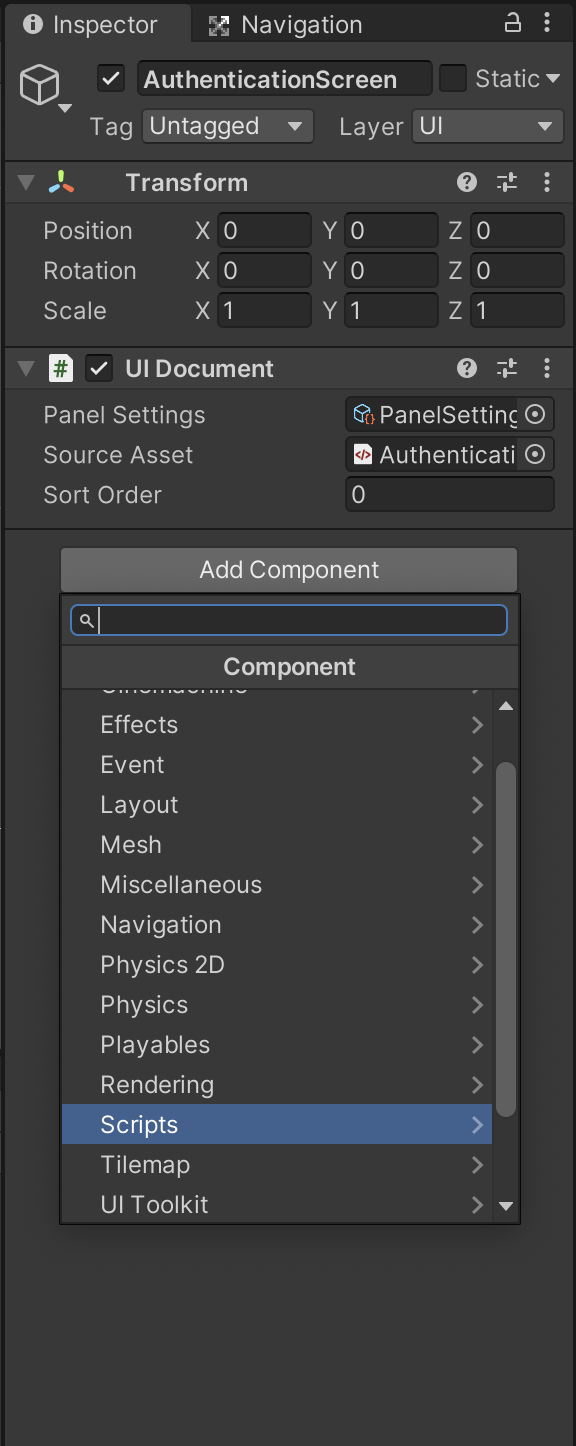 Inspector Navigation
AuthenticationScreen Static
Tag Untagged Layer UI
Transform
Position X 0 Y 0 Z 0
Rotation X 0 Y 0 Z 0
Scale X 1 Y 1 Z 1
# UI Document
Panel Settings PanelSetting
Source Asset Authenticati
Sort Order 0
Add Component
Component
Cinemachine
Effects
Event
Layout
Mesh
Miscellaneous
Navigation
Physics 2D
Physics
Playables
Rendering
Scripts
Tilemap
UI Toolkit